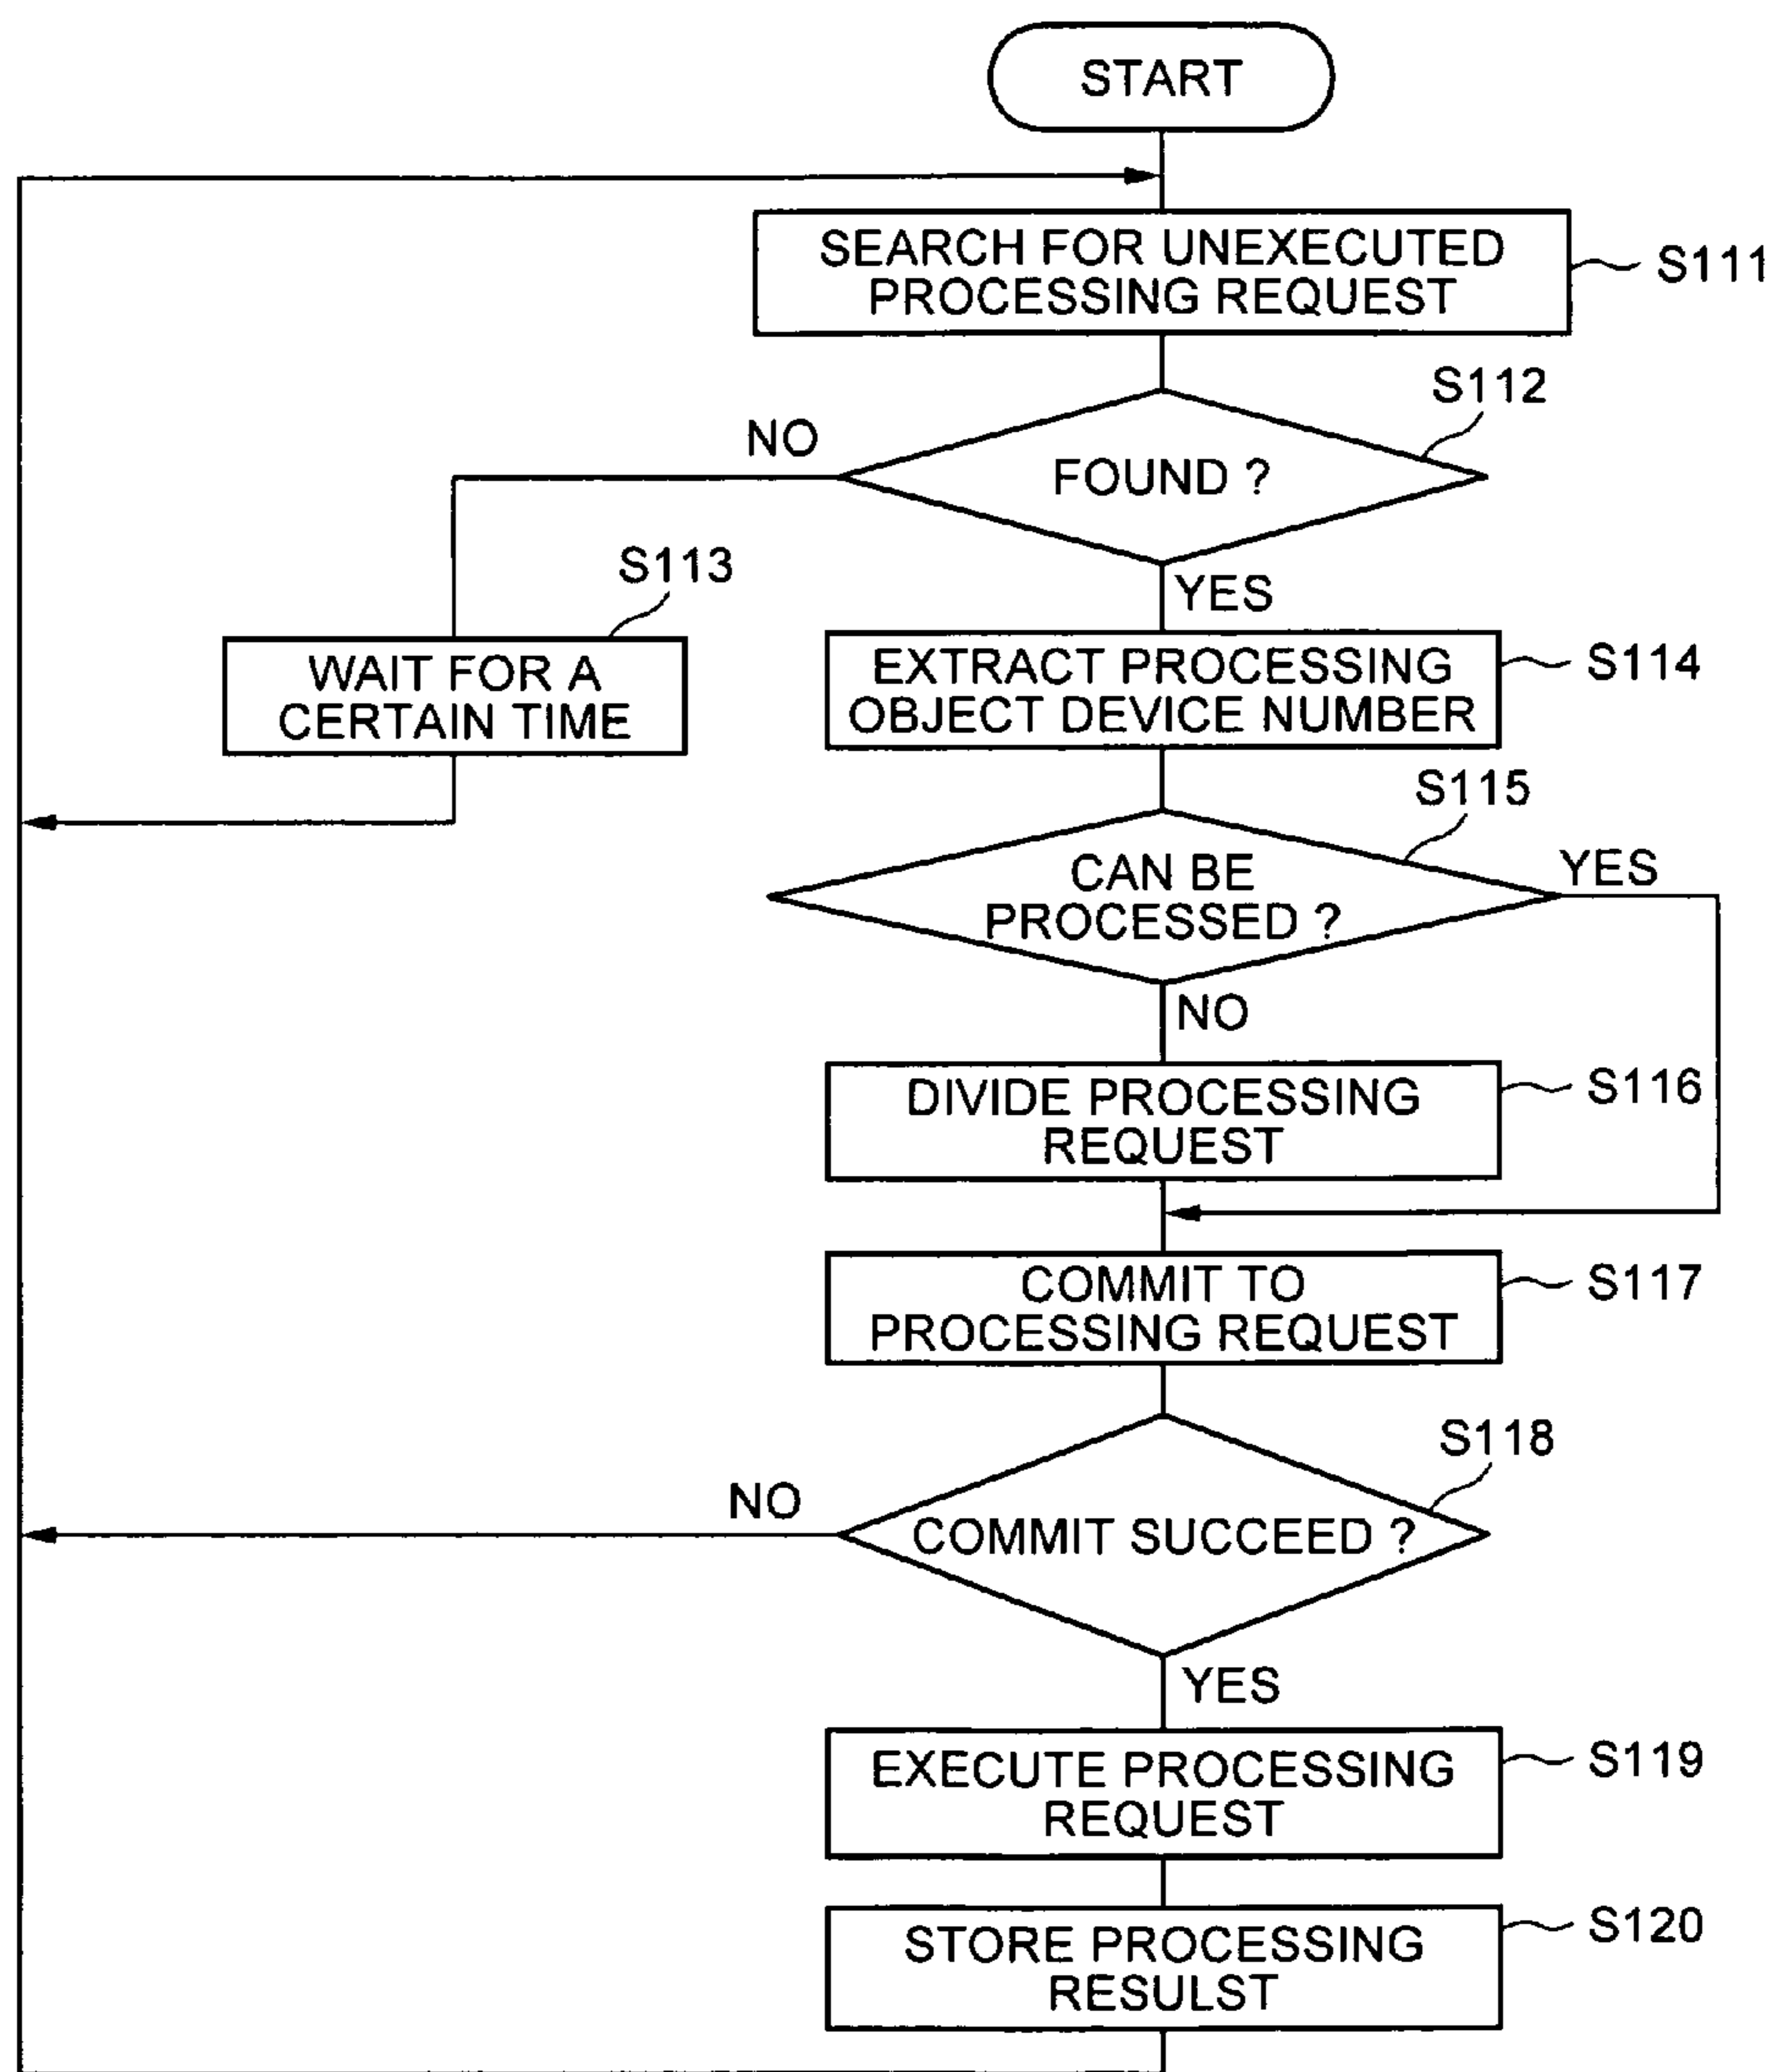 START
SEARCH FOR UNEXECUTED
PROCESSING REQUEST
S111
S112
NO
FOUND ?
S113
YES
WAIT FOR A
CERTAIN TIME
EXTRACT PROCESSING
OBJECT DEVICE NUMBER
S114
S115
CAN BE
PROCESSED ?
YES
NO
DIVIDE PROCESSING
REQUEST
S116
COMMIT TO
PROCESSING REQUEST
S117
S118
NO
COMMIT SUCCEED ?
YES
EXECUTE PROCESSING
REQUEST
S119
STORE PROCESSING
RESULST
S120